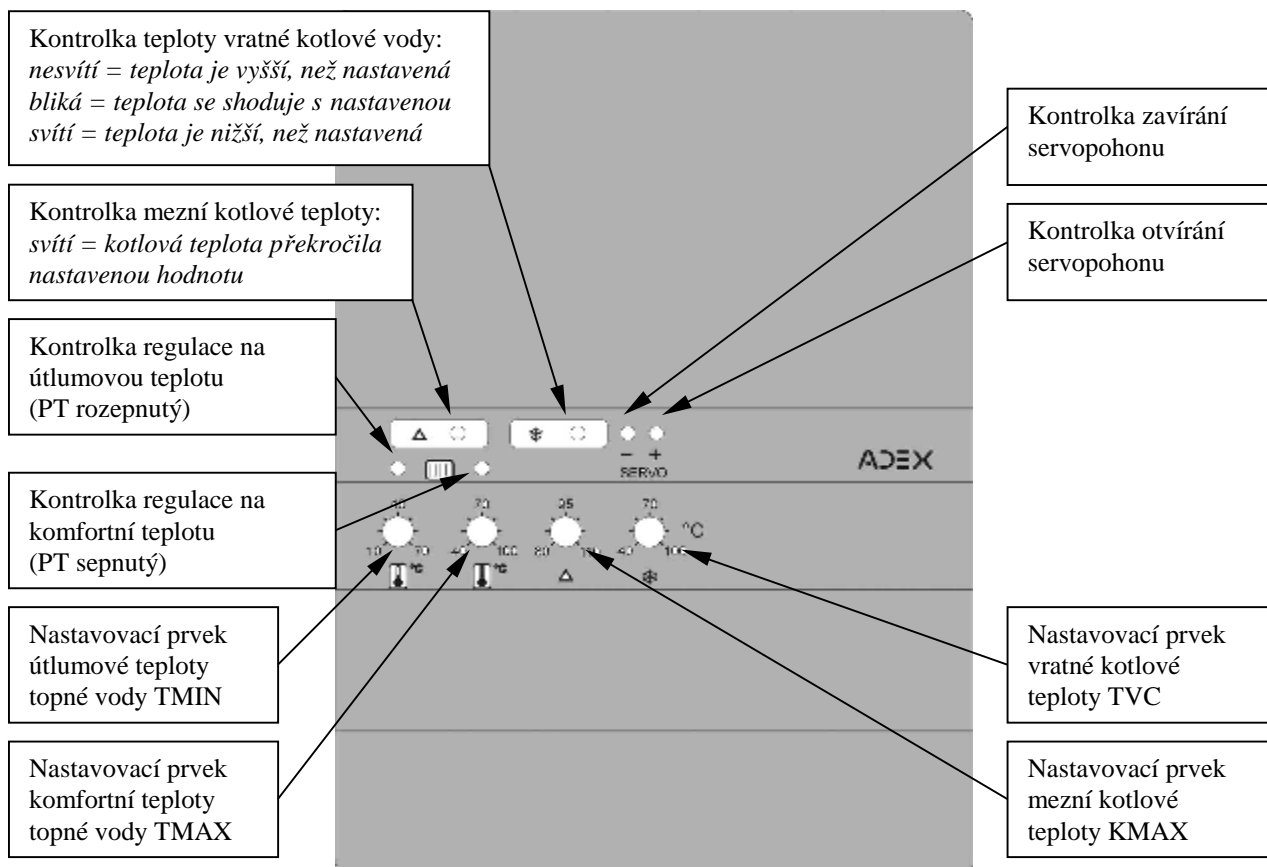 Kontrolka teploty vratné kotlové vody:
nesvítí = teplota je vyšší, než nastavená
bliká = teplota se shoduje s nastavenou
svítí = teplota je nižší, než nastavená
Kontrolka mezní kotlové teploty:
svítí = kotlová teplota překročila
nastavenou hodnotu
Kontrolka regulace na
útlumovou teplotu
(PT rozepnutý)
Kontrolka regulace na
komfortní teplotu
(PT sepnutý)
Nastavovací prvek
útlumové teploty
topné vody TMIN
Nastavovací prvek
komfortní teploty
topné vody TMAX
Kontrolka zavírání
servopohonu
Kontrolka otvírání
servopohonu
Nastavovací prvek
vratné kotlové
teploty TVC
Nastavovací prvek
mezní kotlové
teploty KMAX
− +
SERVO
ADEX
70 95 70
°C
10 70 40 100 80 40 100
°C °C